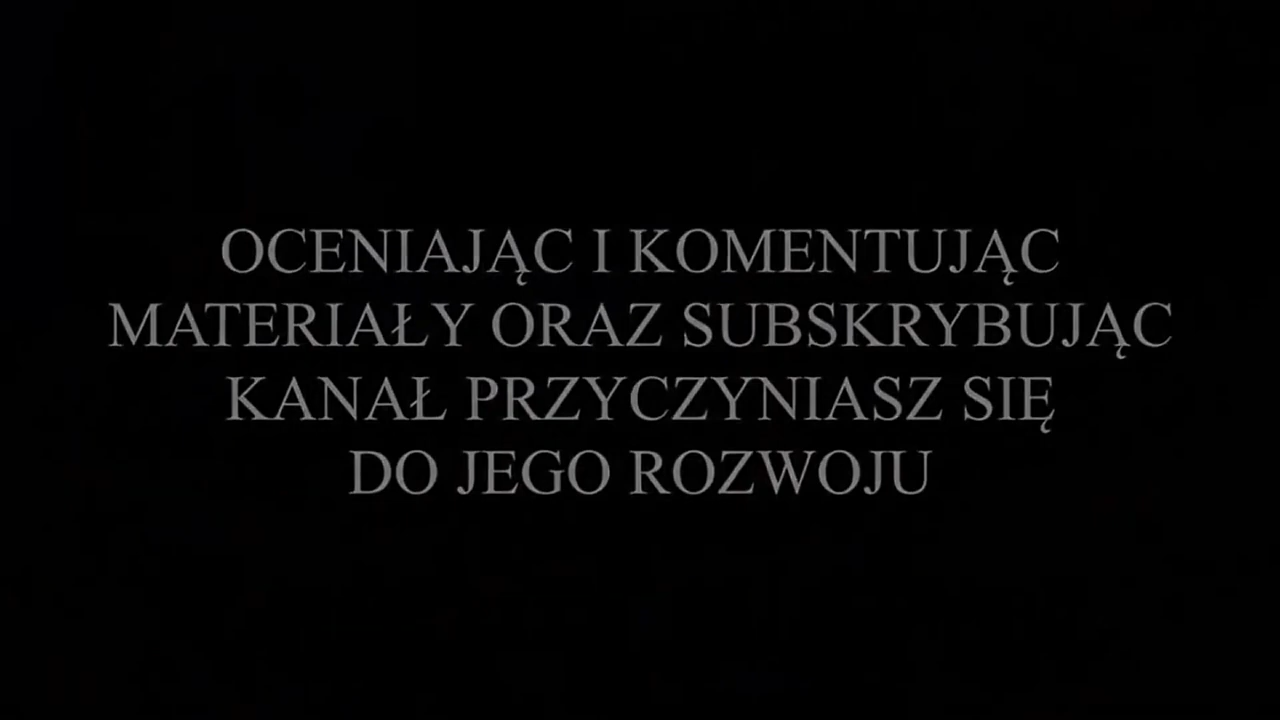 OCENIAJĄC I KOMENTUJĄC
MATERIAŁY ORAZ SUBSKRYBUJĄC
KANAŁ PRZYCZYNIASZ SIĘ
DO JEGO ROZWOJU